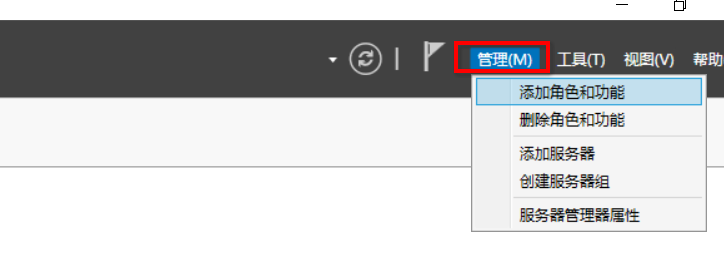 管理(M) 工具(T) 视图(V) 帮助
添加角色和功能
删除角色和功能
添加服务器
创建服务器组
服务器管理器属性